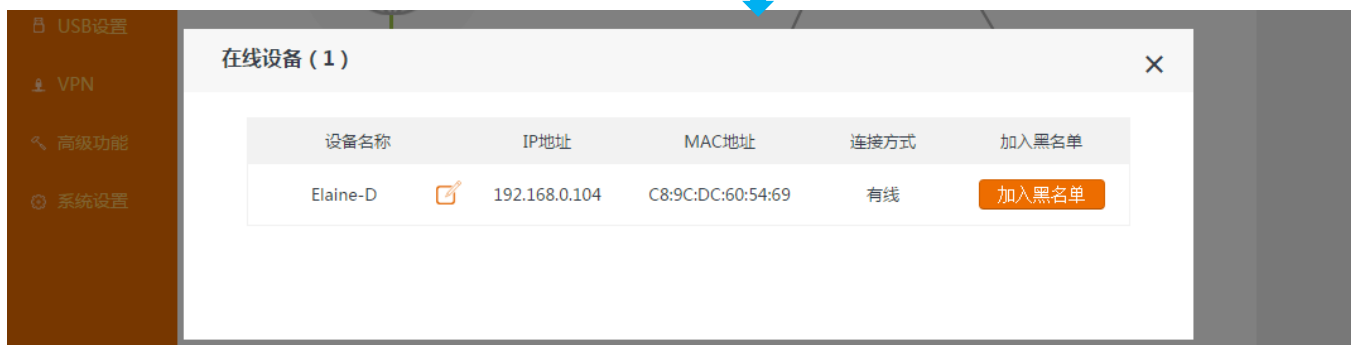 USB设置
VPN
高级功能
系统设置
在线设备（1）
设备名称 IP地址 MAC地址 连接方式 加入黑名单
Elaine-D 192.168.0.104 C8:9C:DC:60:54:69 有线 加入黑名单